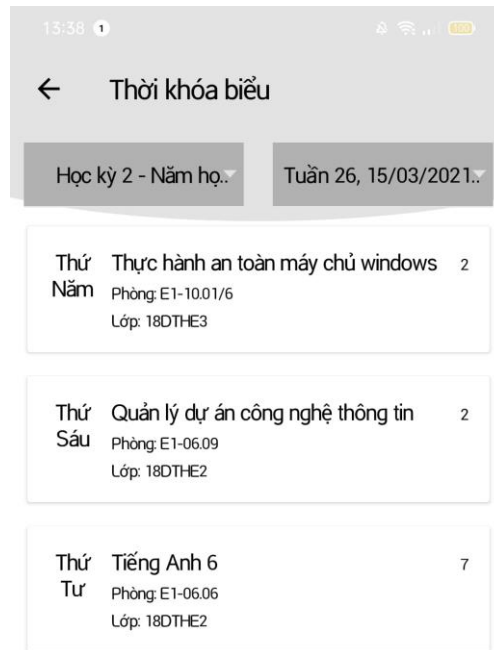 13:38 1
100
Thời khóa biểu
Học kỳ 2 - Năm họ..
Tuần 26, 15/03/2021..
Thứ Năm
Thực hành an toàn máy chủ windows 2
Phòng: E1-10.01/6
Lớp: 18DTHE3
Thứ Sáu
Quản lý dự án công nghệ thông tin 2
Phòng: E1-06.09
Lớp: 18DTHE2
Thứ Tư
Tiếng Anh 6 7
Phòng: E1-06.06
Lớp: 18DTHE2